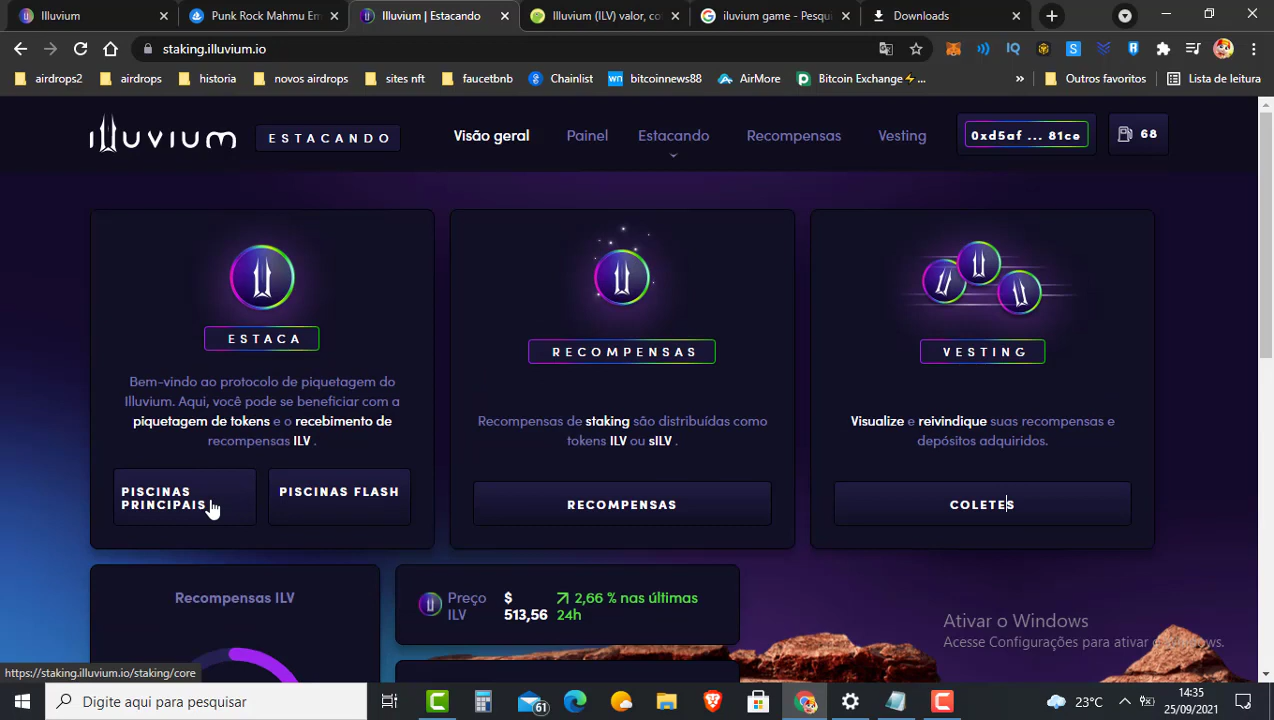 Illuvium
Punk Rock Mahmu Em
Illuvium | Estacando
Illuvium (ILV) valor, co
iluvium game - Pesqui
Downloads
staking.illuvium.io
airdrops2
airdrops
historia
novos airdrops
sites nft
faucetbnb
Chainlist
wn
bitcoinnews88
AirMore
Bitcoin Exchange⚡...
»
Outros favoritos
Lista de leitura
ILLUVIUM
ESTACANDO
Visão geral
Painel
Estacando
Recompensas
Vesting
0xd5af ... 81ce
68
ESTACA
Bem-vindo ao protocolo de piquetagem do
Illuvium. Aqui, você pode se beneficiar com a
piquetagem de tokens e o recebimento de
recompensas ILV .
PISCINAS
PRINCIPAIS
PISCINAS FLASH
RECOMPENSAS
Recompensas de staking são distribuídas como
tokens ILV ou sILV .
RECOMPENSAS
VESTING
Visualize e reivindique suas recompensas e
depósitos adquiridos.
COLETES
Recompensas ILV
Preço
ILV
$
513,56
2,66 % nas últimas
24h
Ativar o Windows
Acesse Configurações para ativar o Windows.
https://staking.illuvium.io/staking/core
Digite aqui para pesquisar
61
23°C
14:35
25/09/2021